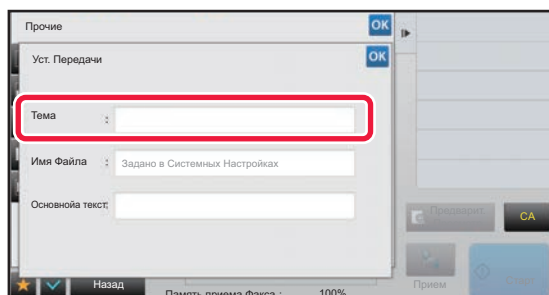 Прочие
OK
Уст. Передачи
OK
Тема :
Имя Файла : Задано в Системных Настройках
Основнойа текст:
Предварит.
CA
Назад
Память приема Факса : 100%
Прием
Старт